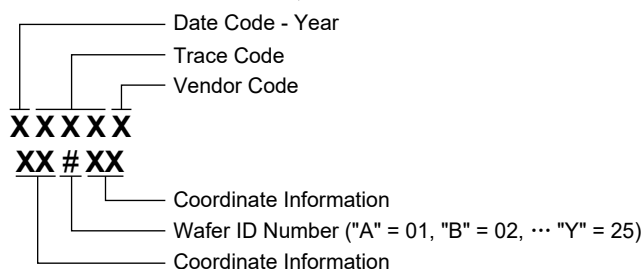 Date Code - Year
Trace Code
Vendor Code
XXXXX
XX # XX
Coordinate Information
Wafer ID Number ("A" = 01, "B" = 02, ··· "Y" = 25)
Coordinate Information